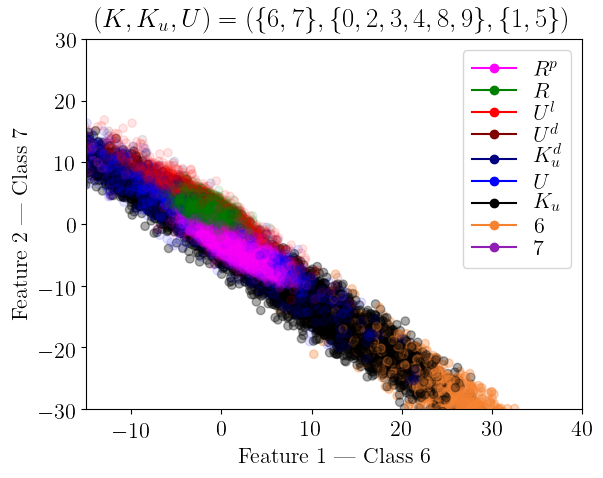 (K, K_u, U) = ({6, 7}, {0, 2, 3, 4, 8, 9}, {1, 5})
30
20
10
0
−10
−20
−30
Feature 2 — Class 7
R^p
R
U^l
U^d
K_u^d
U
K_u
6
7
−10
0
10
20
30
40
Feature 1 — Class 6